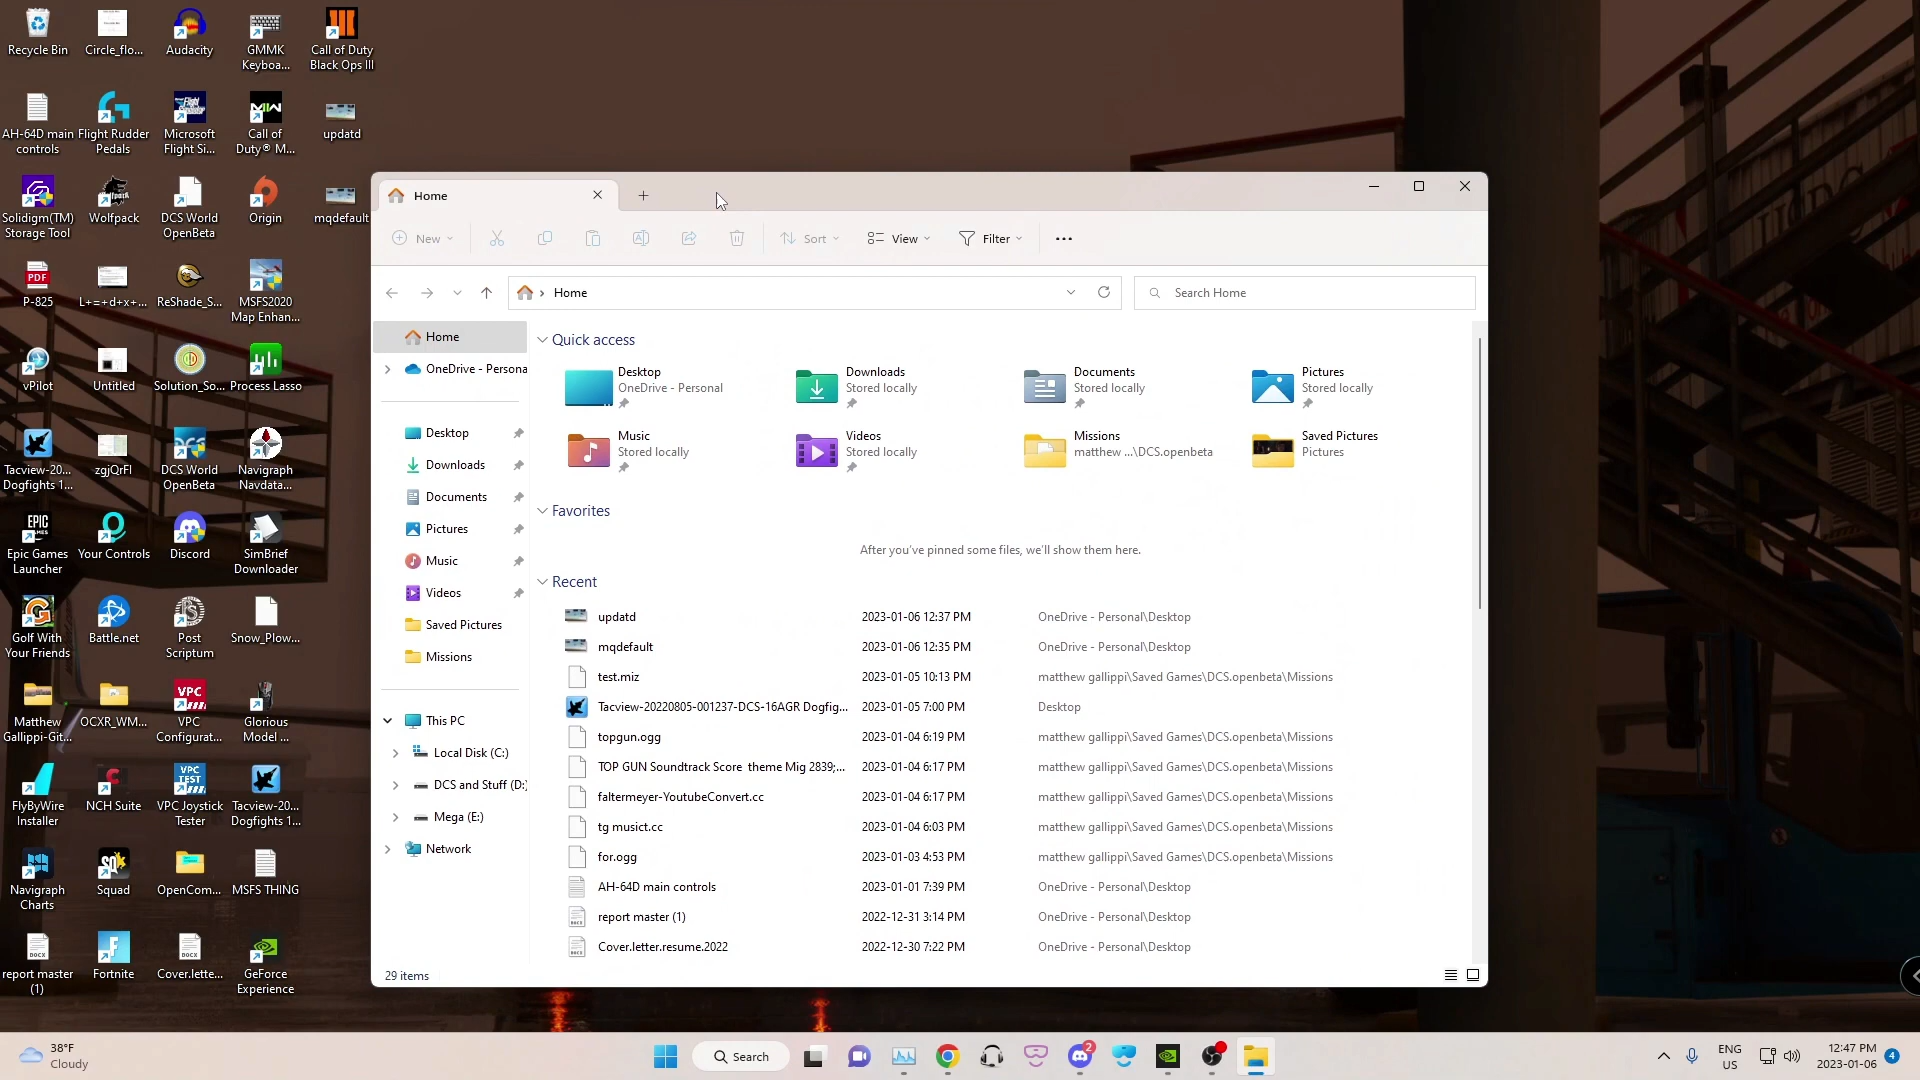 Recycle Bin
Circle_flo...
Audacity
GMMK
Keyboa...
Call of Duty
Black Ops III
AH-64D main
controls
Flight Rudder
Pedals
Microsoft
Flight Si...
Call of
Duty® M...
updatd
Solidigm(TM)
Storage Tool
Wolfpack
DCS World
OpenBeta
Origin
mqdefault
P-825
L+=+d+x+...
ReShade_S...
MSFS2020
Map Enhan...
vPilot
Untitled
Solution_So...
Process Lasso
Tacview-20...
Dogfights 1...
zgjQrFl
DCS World
OpenBeta
Navigraph
Navdata...
Epic Games
Launcher
Your Controls
Discord
SimBrief
Downloader
Golf With
Your Friends
Battle.net
Post
Scriptum
Snow_Plow...
Matthew
Gallippi-Git...
OCXR_WM...
VPC
Configurat...
Glorious
Model ...
FlyByWire
Installer
NCH Suite
VPC Joystick
Tester
Tacview-20...
Dogfights 1...
Navigraph
Charts
Squad
OpenCom...
MSFS THING
report master
(1)
Fortnite
Cover.lette...
GeForce
Experience
Home
New
Sort
View
Filter
Home
Search Home
Home
OneDrive - Persona
Desktop
Downloads
Documents
Pictures
Music
Videos
Saved Pictures
Missions
This PC
Local Disk (C:)
DCS and Stuff (D:)
Mega (E:)
Network
Quick access
Desktop
OneDrive - Personal
Downloads
Stored locally
Documents
Stored locally
Pictures
Stored locally
Music
Stored locally
Videos
Stored locally
Missions
matthew ...\DCS.openbeta
Saved Pictures
Pictures
Favorites
After you've pinned some files, we'll show them here.
Recent
updatd 2023-01-06 12:37 PM OneDrive - Personal\Desktop
mqdefault 2023-01-06 12:35 PM OneDrive - Personal\Desktop
test.miz 2023-01-05 10:13 PM matthew gallippi\Saved Games\DCS.openbeta\Missions
Tacview-20220805-001237-DCS-16AGR Dogfig... 2023-01-05 7:00 PM Desktop
topgun.ogg 2023-01-04 6:19 PM matthew gallippi\Saved Games\DCS.openbeta\Missions
TOP GUN Soundtrack Score theme Mig 2839;... 2023-01-04 6:17 PM matthew gallippi\Saved Games\DCS.openbeta\Missions
faltermeyer-YoutubeConvert.cc 2023-01-04 6:17 PM matthew gallippi\Saved Games\DCS.openbeta\Missions
tg musict.cc 2023-01-04 6:03 PM matthew gallippi\Saved Games\DCS.openbeta\Missions
for.ogg 2023-01-03 4:53 PM matthew gallippi\Saved Games\DCS.openbeta\Missions
AH-64D main controls 2023-01-01 7:39 PM OneDrive - Personal\Desktop
report master (1) 2022-12-31 3:14 PM OneDrive - Personal\Desktop
Cover.letter.resume.2022 2022-12-30 7:22 PM OneDrive - Personal\Desktop
29 items
38°F
Cloudy
Search
2
ENG
US
12:47 PM
2023-01-06
4